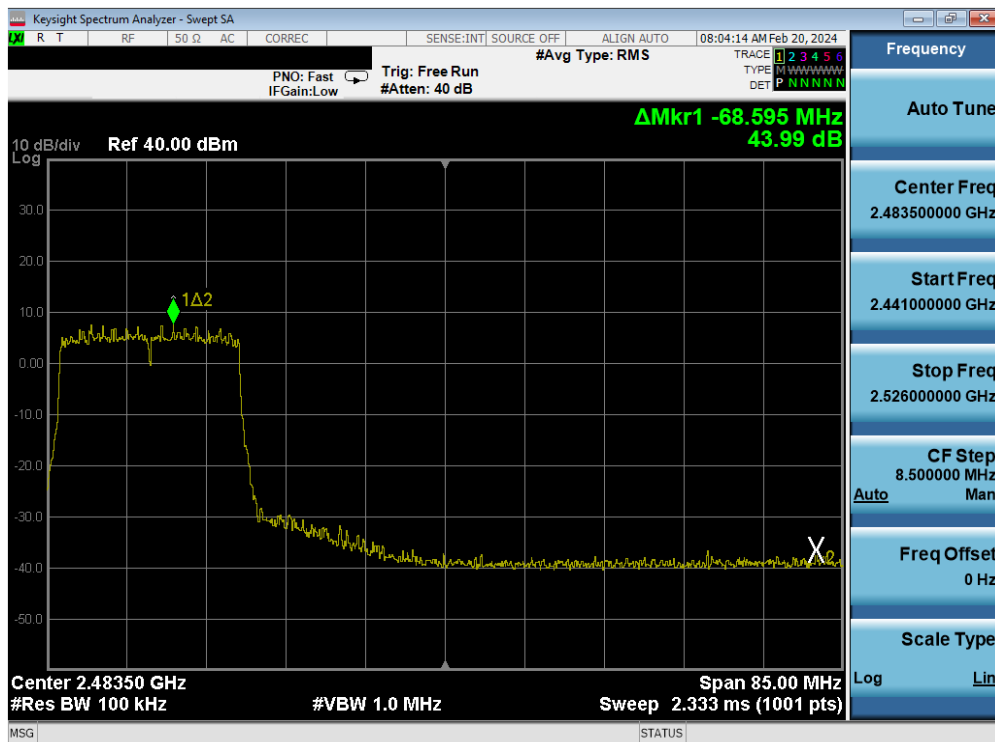 Keysight Spectrum Analyzer - Swept SA
LXI R T RF 50 Ω AC CORREC SENSE:INT SOURCE OFF ALIGN AUTO 08:04:14 AM Feb 20, 2024
PNO: Fast
IFGain:Low
Trig: Free Run
#Atten: 40 dB
#Avg Type: RMS
TRACE 1 2 3 4 5 6
TYPE M W W W W W
DET P N N N N N
ΔMkr1 -68.595 MHz
43.99 dB
10 dB/div
Log
Ref 40.00 dBm
30.0
20.0
10.0
0.00
-10.0
-20.0
-30.0
-40.0
-50.0
1Δ2
X2
Center 2.48350 GHz
Span 85.00 MHz
#Res BW 100 kHz
#VBW 1.0 MHz
Sweep 2.333 ms (1001 pts)
MSG
STATUS
Frequency
Auto Tune
Center Freq
2.483500000 GHz
Start Freq
2.441000000 GHz
Stop Freq
2.526000000 GHz
CF Step
8.500000 MHz
Auto Man
Freq Offset
0 Hz
Scale Type
Log Lin